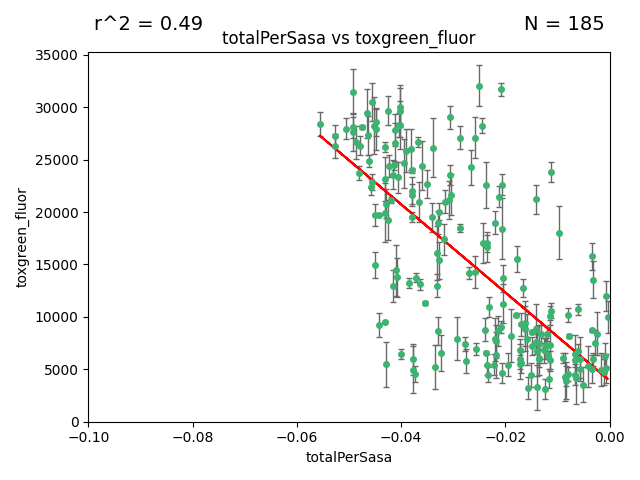 r^2 = 0.49
N = 185
totalPerSasa vs toxgreen_fluor
35000
30000
25000
20000
15000
10000
5000
0
toxgreen_fluor
−0.10
−0.08
−0.06
−0.04
−0.02
0.00
totalPerSasa